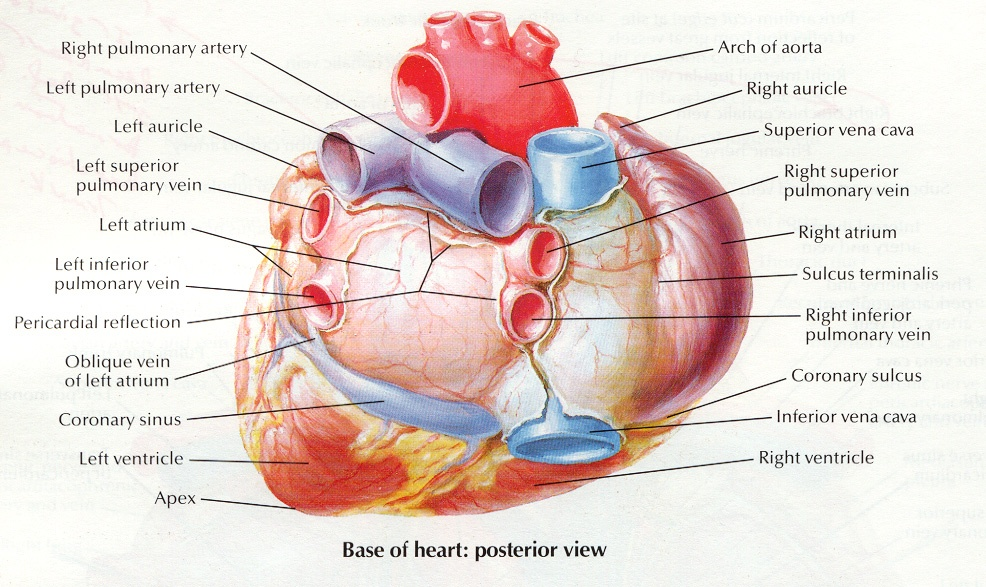 Right pulmonary artery
Left pulmonary artery
Left auricle
Left superior
pulmonary vein
Left atrium
Left inferior
pulmonary vein
Pericardial reflection
Oblique vein
of left atrium
Coronary sinus
Left ventricle
Apex
Arch of aorta
Right auricle
Superior vena cava
Right superior
pulmonary vein
Right atrium
Sulcus terminalis
Right inferior
pulmonary vein
Coronary sulcus
Inferior vena cava
Right ventricle
Base of heart: posterior view